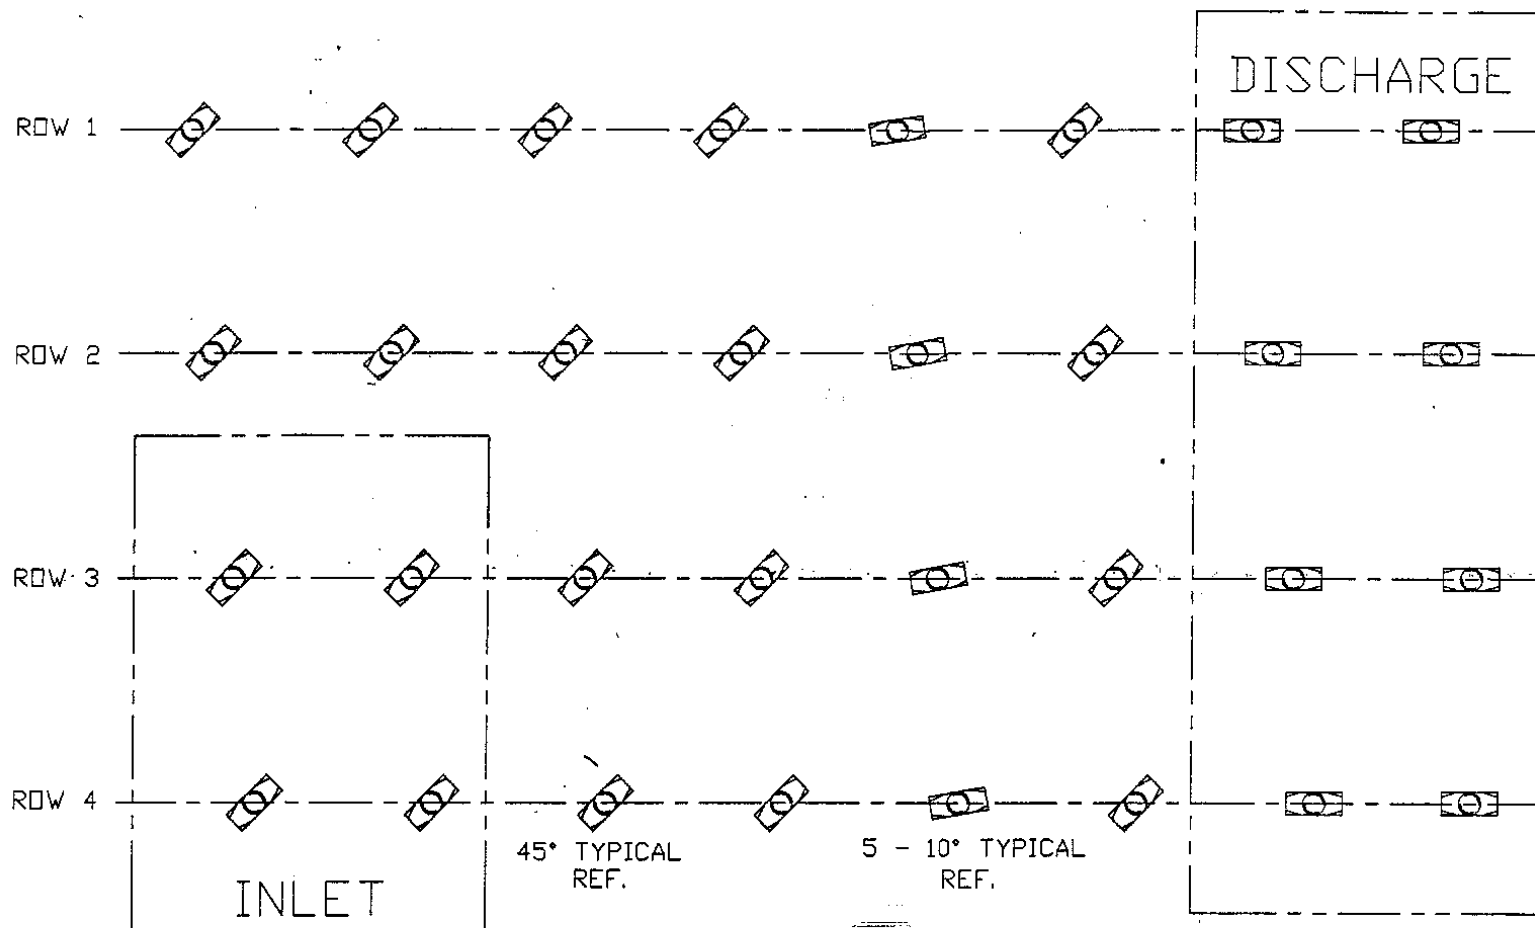 DISCHARGE
ROW 1
ROW 2
ROW 3
ROW 4
45° TYPICAL
REF.
5 - 10° TYPICAL
REF.
INLET